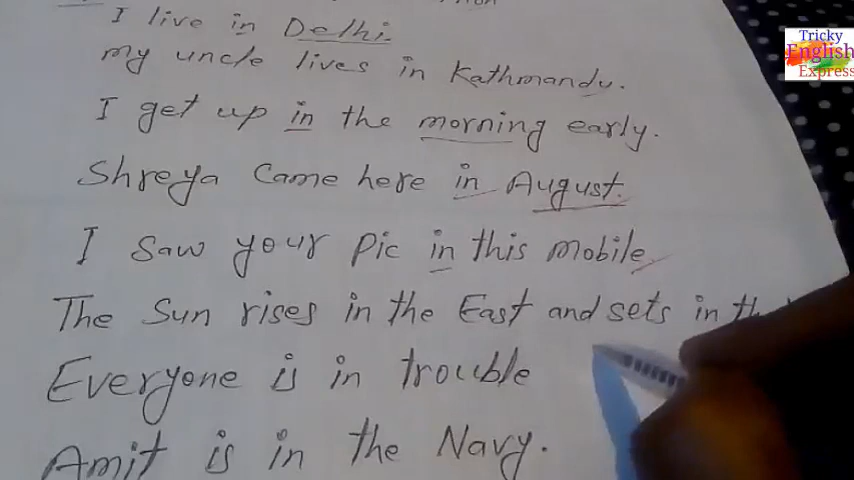 I live in Delhi.
my uncle lives in Kathmandu.
I get up in the morning early.
Shreya came here in August.
I saw your pic in this mobile
The Sun rises in the East and sets in
Everyone is in trouble
Amit is in the Navy.
Tricky
English
Express